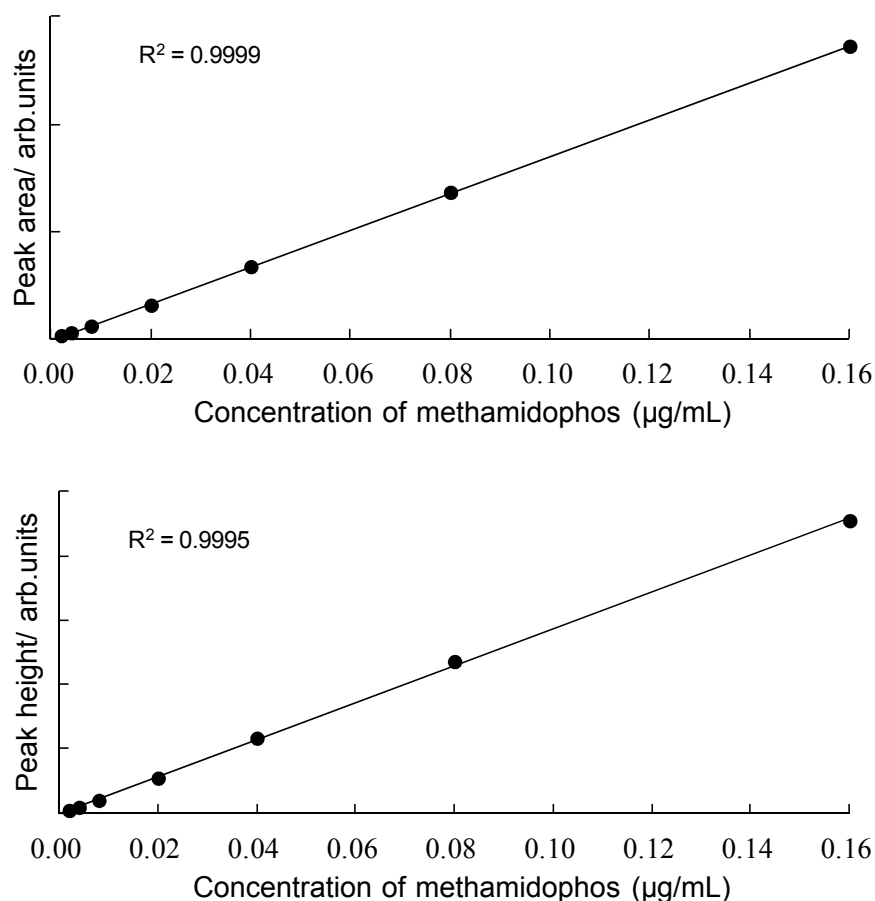 R² = 0.9999
Peak area/ arb.units
0.00 0.02 0.04 0.06 0.08 0.10 0.12 0.14 0.16
Concentration of methamidophos (µg/mL)
R² = 0.9995
Peak height/ arb.units
0.00 0.02 0.04 0.06 0.08 0.10 0.12 0.14 0.16
Concentration of methamidophos (µg/mL)